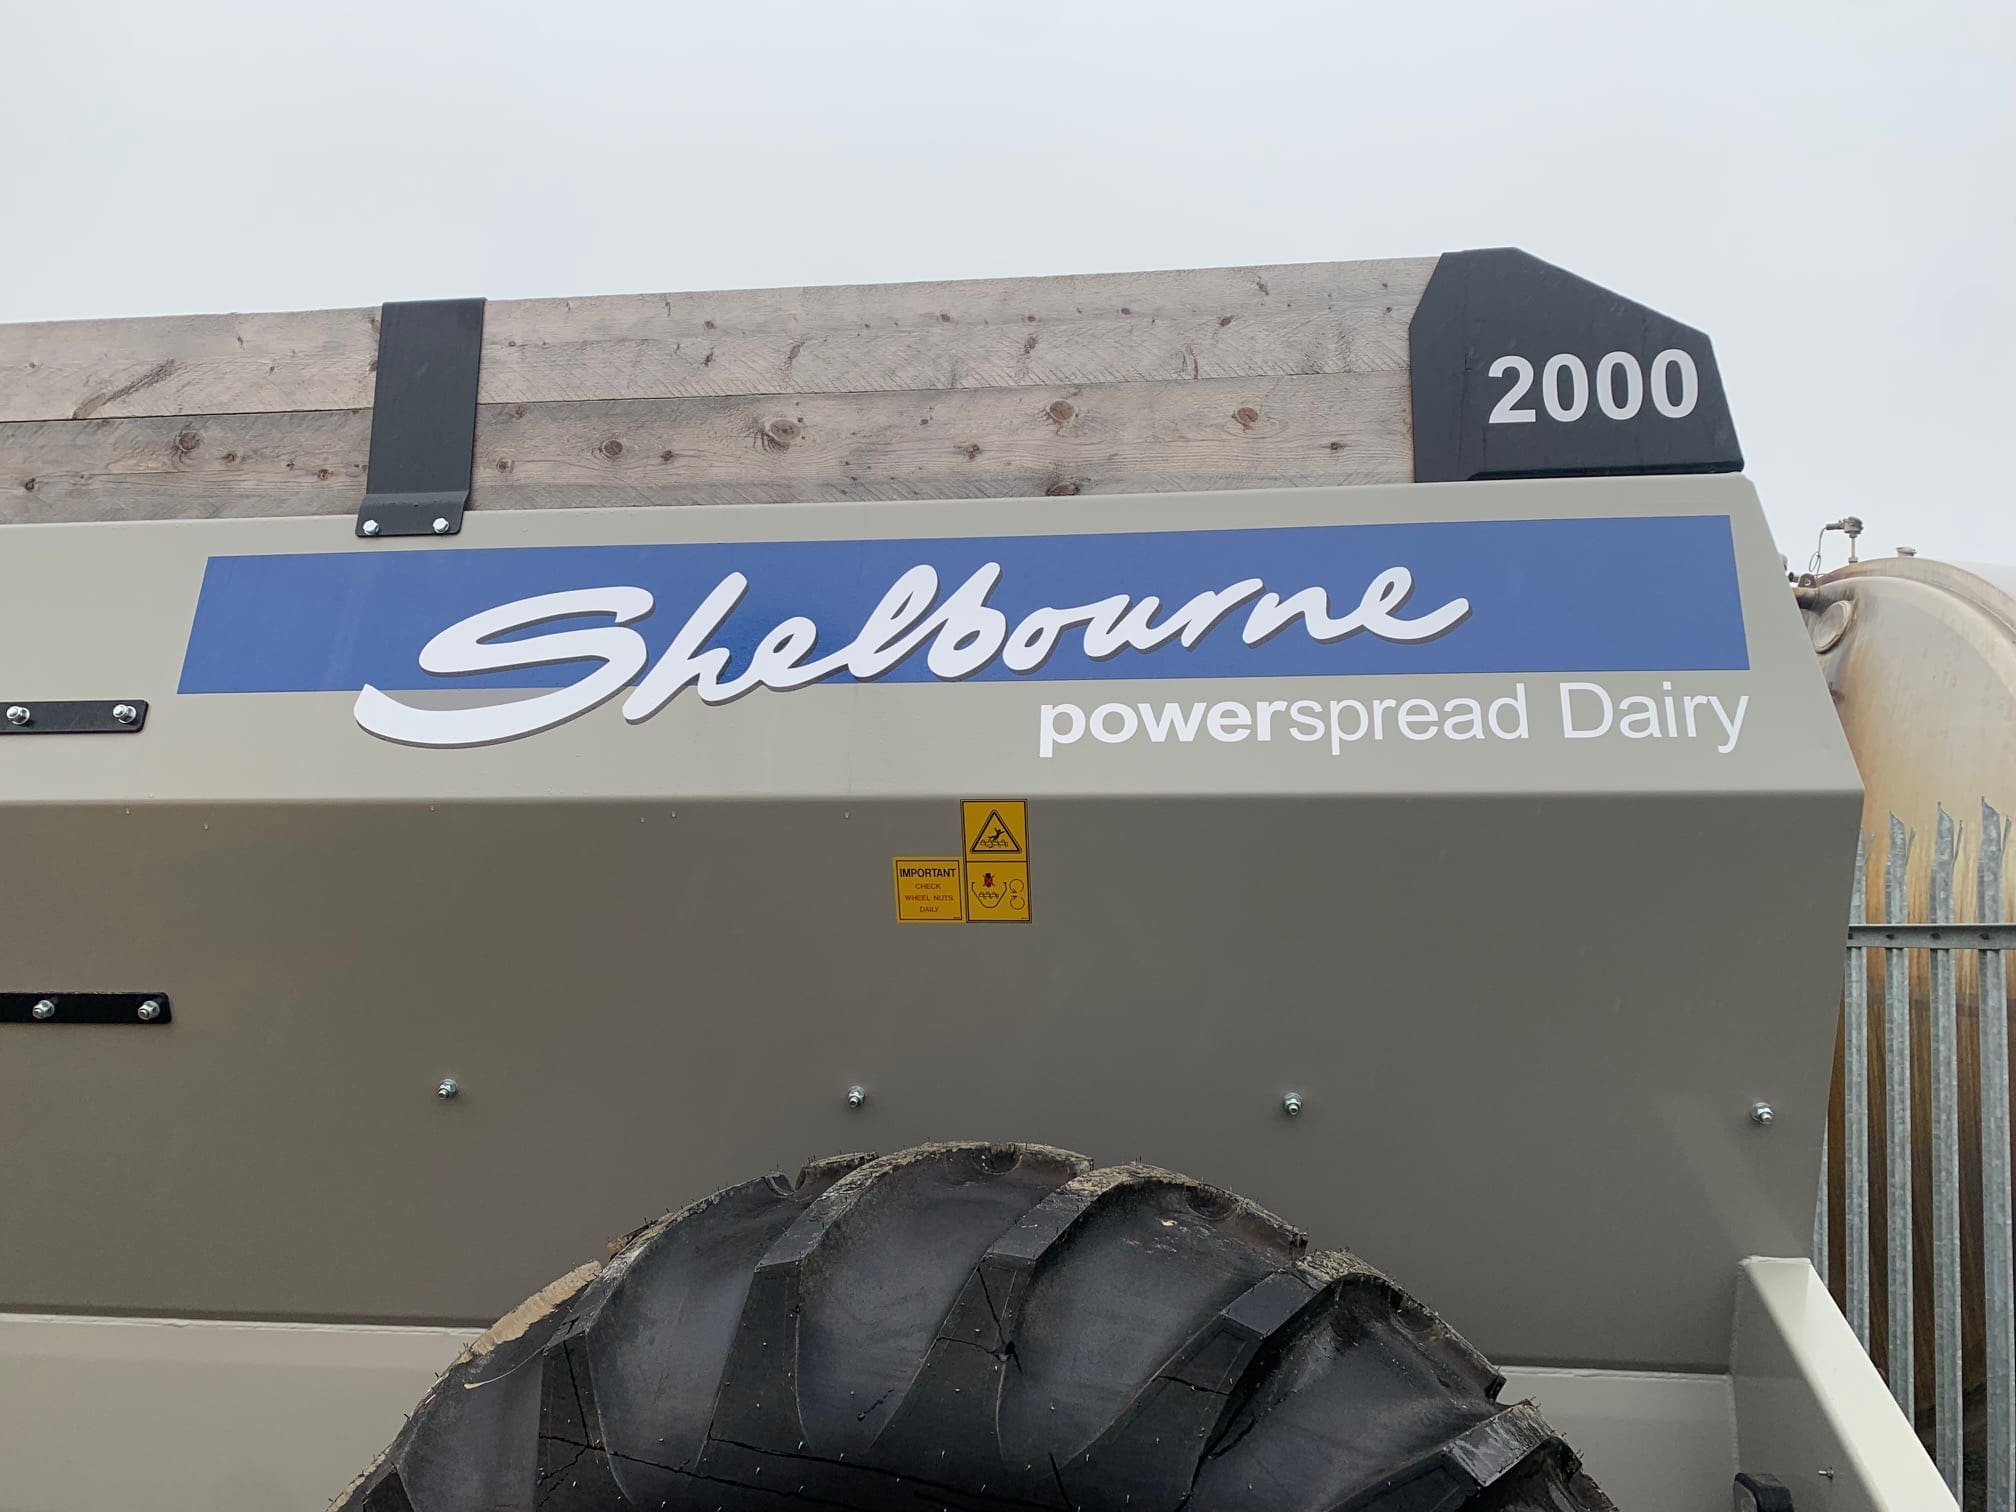 2000
Shelbourne
powerspread Dairy
IMPORTANT
CHECK
WHEEL NUTS
DAILY